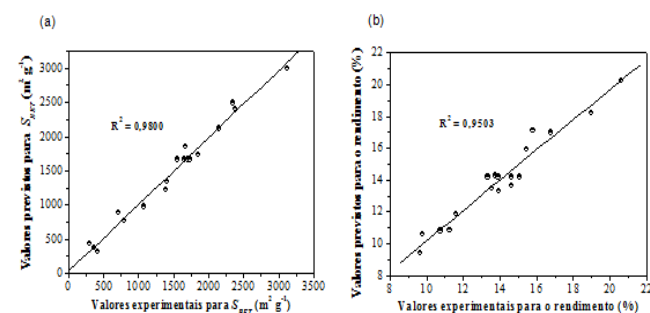 (a)
(b)
Valores previstos para S_BET (m² g⁻¹)
3000
2500
2000
1500
1000
500
0
R² = 0,9800
0 500 1000 1500 2000 2500 3000 3500
Valores experimentais para S_BET (m² g⁻¹)
Valores previstos para o rendimento (%)
22
20
18
16
14
12
10
8
R² = 0,9503
8 10 12 14 16 18 20 22
Valores experimentais para o rendimento (%)